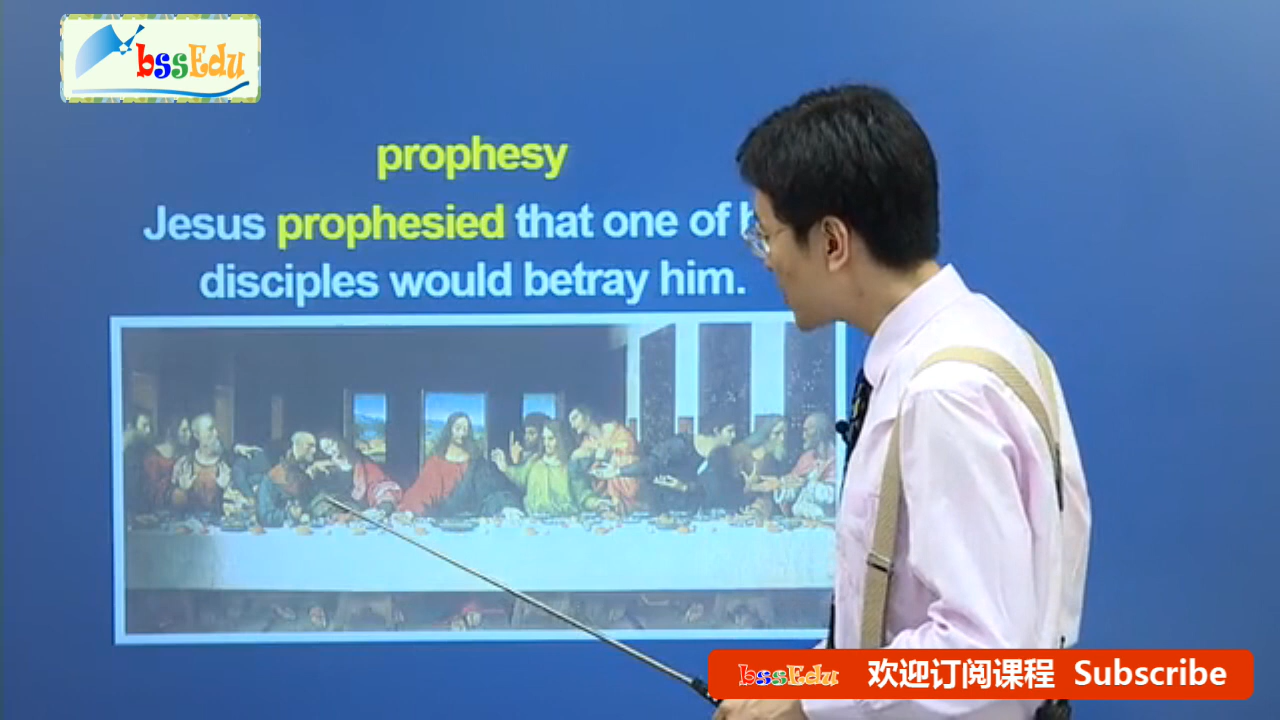 bssEdu
prophesy
Jesus prophesied that one of
disciples would betray him.
bssEdu 欢迎订阅课程 Subscribe